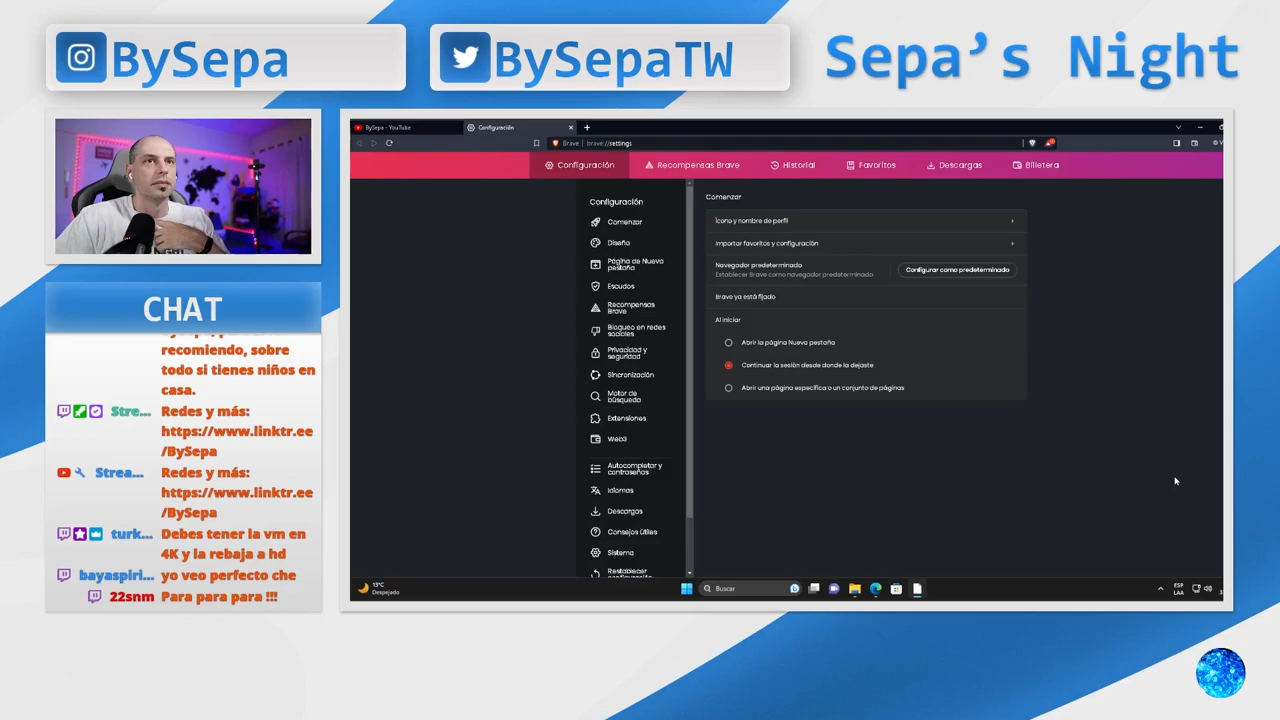 BySepa
BySepaTW
Sepa's Night
BySepa - YouTube
Configuración
Brave | brave://settings
Configuración
Recompensas Brave
Historial
Favoritos
Descargas
Billetera
Configuración
Comenzar
Diseño
Página de Nueva
pestaña
Escudos
Recompensas
Brave
Bloqueo en redes
sociales
Privacidad y
seguridad
Sincronización
Motor de
búsqueda
Extensiones
Web3
Autocompletar y
contraseñas
Idiomas
Descargas
Consejos útiles
Sistema
Restablecer
Comenzar
Ícono y nombre de perfil
Importar favoritos y configuración
Navegador predeterminado
Establecer Brave como navegador predeterminado
Configurar como predeterminado
Brave ya está fijado
Al iniciar
Abrir la página Nueva pestaña
Continuar la sesión desde donde la dejaste
Abrir una página específica o un conjunto de páginas
CHAT
recomiendo, sobre
todo si tienes niños en
casa.
Stre... Redes y más:
https://www.linktr.ee
/BySepa
Strea... Redes y más:
https://www.linktr.ee
/BySepa
turk... Debes tener la vm en
4K y la rebaja a hd
bayaspiri... yo veo perfecto che
22snm Para para para !!!
13°C
Despejado
Buscar
ESP
LAA